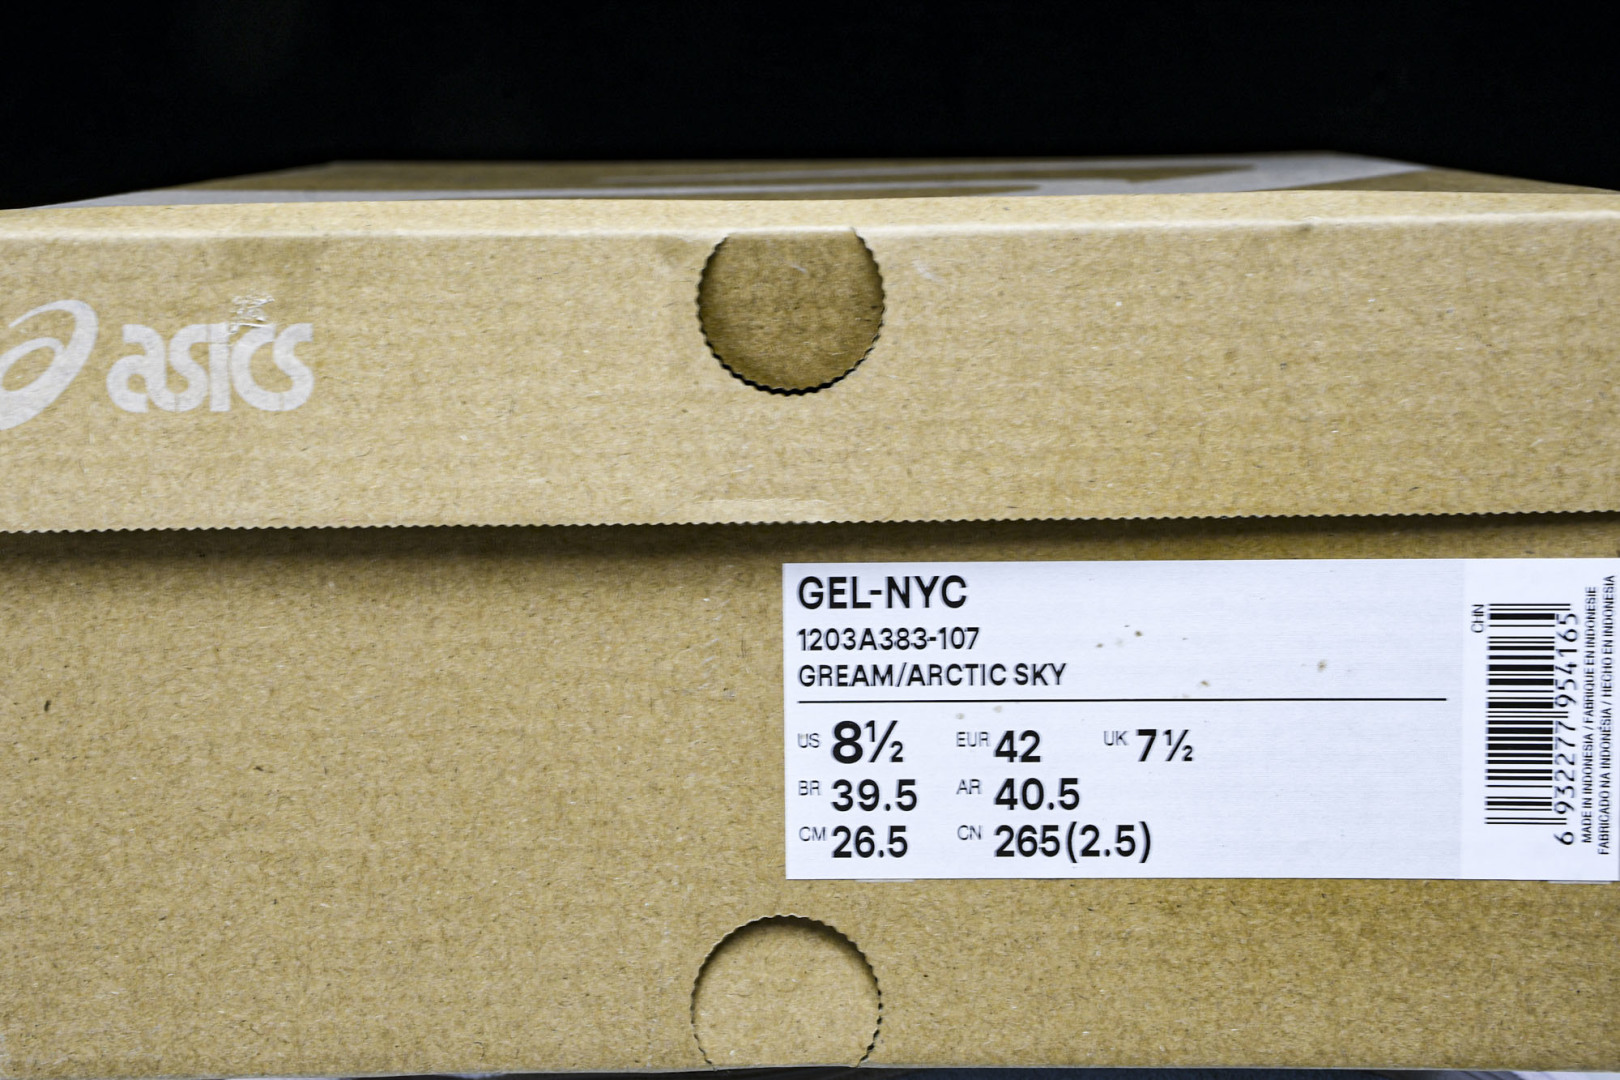 asics
GEL-NYC
1203A383-107
GREAM/ARCTIC SKY
US 8½ EUR 42 UK 7½
BR 39.5 AR 40.5
CM 26.5 CN 265(2.5)
CHN
6 932277 954165
MADE IN INDONESIA / FABRIQUE EN INDONESIE
FABRICADO NA INDONÉSIA / HECHO EN INDONESIA